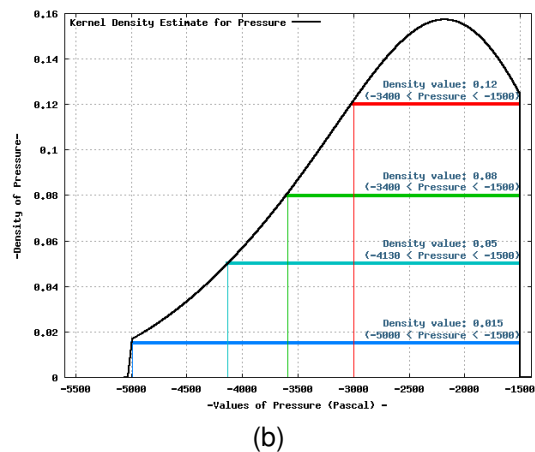 Kernel Density Estimate for Pressure
0.16
0.14
0.12
0.1
0.08
0.06
0.04
0.02
0
-Density of Pressure-
Density value: 0.12
(-3400 < Pressure < -1500)
Density value: 0.08
(-3400 < Pressure < -1500)
Density value: 0.05
(-4130 < Pressure < -1500)
Density value: 0.015
(-5000 < Pressure < -1500)
-5500 -5000 -4500 -4000 -3500 -3000 -2500 -2000 -1500
-Values of Pressure (Pascal) -
(b)